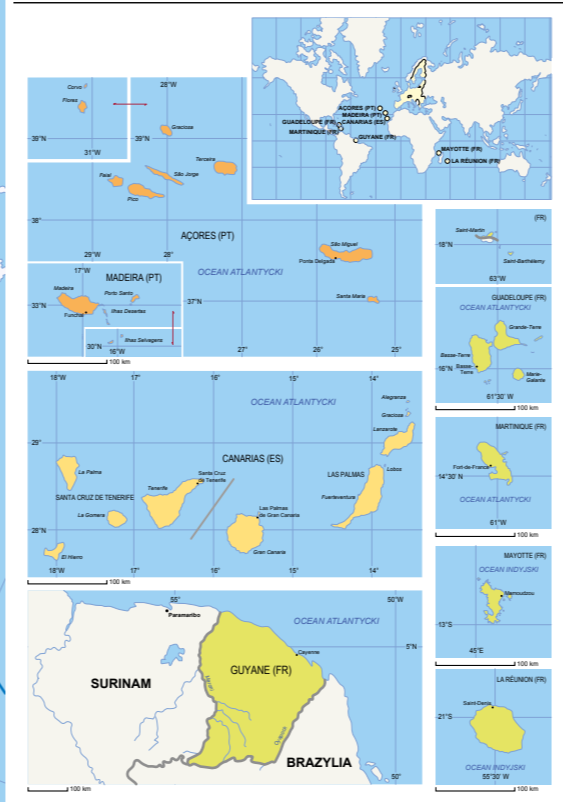 AÇORES (PT)
MADEIRA (PT)
GUADELOUPE (FR)
CANARIAS (ES)
MARTINIQUE (FR)
GUYANE (FR)
MAYOTTE (FR)
LA RÉUNION (FR)
Corvo
Flores
39°N
31°W
28°W
Graciosa
39°N
Terceira
Faial
São Jorge
Pico
38°
29°W
28°
AÇORES (PT)
São Miguel
Ponta Delgada
OCEAN ATLANTYCKI
Santa Maria
37°N
27°
26°
25°
17°W
MADEIRA (PT)
Madeira
Porto Santo
33°N
Funchal
Ilhas Desertas
Ilhas Selvagens
30°N
16°W
100 km
18°W
17°
16°
15°
14°
OCEAN ATLANTYCKI
Alegranza
Graciosa
Lanzarote
29°
CANARIAS (ES)
La Palma
Santa Cruz
de Tenerife
LAS PALMAS
Lobos
SANTA CRUZ DE TENERIFE
Tenerife
Fuerteventura
La Gomera
Las Palmas
de Gran Canaria
28°N
El Hierro
Gran Canaria
18°W
17°
16°
15°
14°
100 km
55°
50°W
Paramaribo
OCEAN ATLANTYCKI
5°N
Cayenne
GUYANE (FR)
SURINAM
Maroni
Oyapock
BRAZYLIA
50°
100 km
(FR)
Saint-Martin
18°N
Saint-Barthélemy
63°W
GUADELOUPE (FR)
OCEAN ATLANTYCKI
Grande-Terre
Basse-Terre
16°N
Basse-
Terre
Marie-
Galante
61°30' W
100 km
MARTINIQUE (FR)
Fort-de-France
14°30' N
OCEAN ATLANTYCKI
61°W
100 km
MAYOTTE (FR)
OCEAN INDYJSKI
Mamoudzou
13°S
45°E
100 km
LA RÉUNION (FR)
Saint-Denis
21°S
OCEAN INDYJSKI
55°30' W
100 km